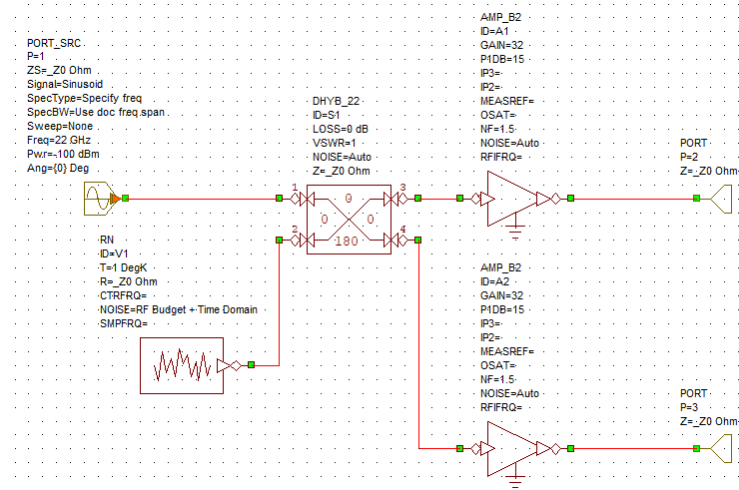 AMP_B2
ID=A1
GAIN=32
P1DB=15
IP3=
IP2=
MEASREF=
OSAT=
NF=1.5
NOISE=Auto
RFIFRQ=
PORT_SRC
P=1
ZS=_Z0 Ohm
Signal=Sinusoid
SpecType=Specify freq
SpecBW=Use doc freq span
Sweep=None
Freq=22 GHz
Pwr=-100 dBm
Ang={0} Deg
DHYB_22
ID=S1
LOSS=0 dB
VSWR=1
NOISE=Auto
Z=_Z0 Ohm
PORT
P=2
Z=_Z0 Ohm
1
3
0
0
0
2
4
180
RN
ID=V1
T=1 DegK
R=_Z0 Ohm
CTRFRQ=
NOISE=RF Budget + Time Domain
SMPFRQ=
AMP_B2
ID=A2
GAIN=32
P1DB=15
IP3=
IP2=
MEASREF=
OSAT=
NF=1.5
NOISE=Auto
RFIFRQ=
PORT
P=3
Z=_Z0 Ohm